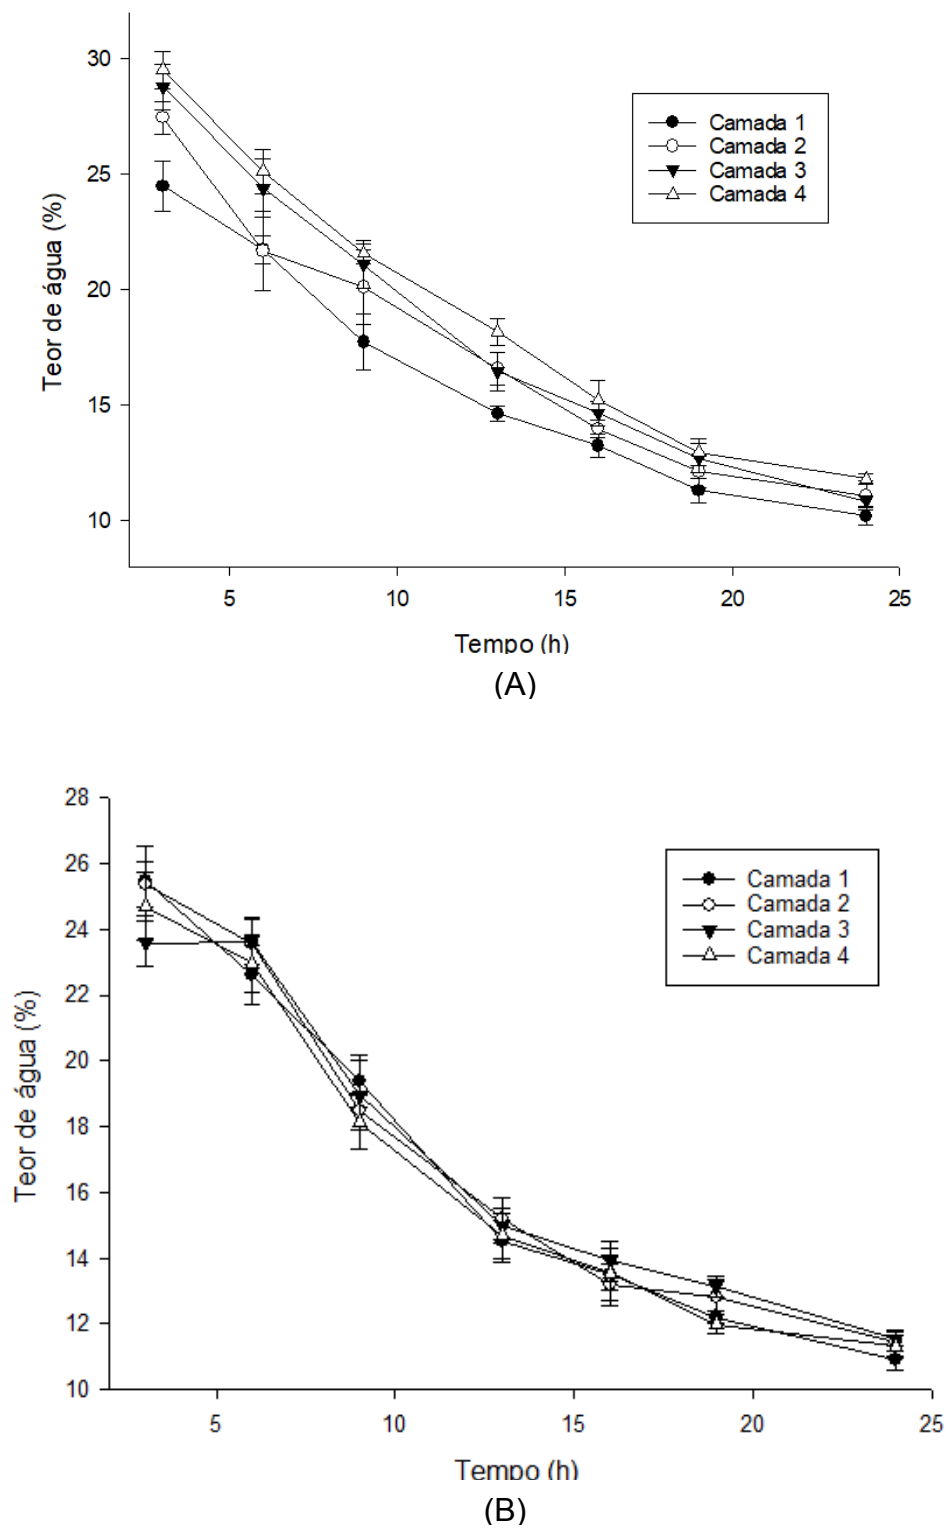 30
25
20
15
10
Teor de água (%)
Camada 1
Camada 2
Camada 3
Camada 4
5 10 15 20 25
Tempo (h)
(A)
28
26
24
22
20
18
16
14
12
10
Teor de água (%)
Camada 1
Camada 2
Camada 3
Camada 4
5 10 15 20 25
Tempo (h)
(B)